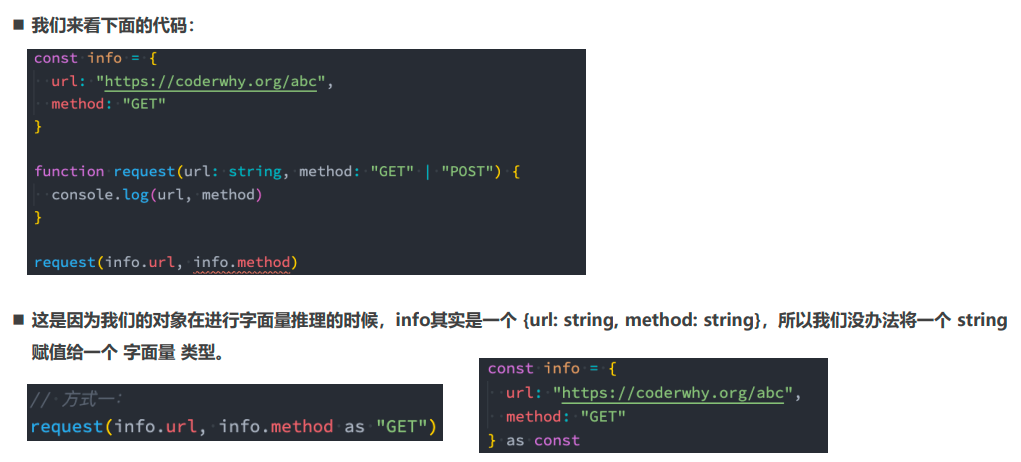 我们来看下面的代码：
const info = {
  url: "https://coderwhy.org/abc",
  method: "GET"
}
function request(url: string, method: "GET" | "POST") {
  console.log(url, method)
}
request(info.url, info.method)
这是因为我们的对象在进行字面量推理的时候，info其实是一个 {url: string, method: string}，所以我们没办法将一个 string
赋值给一个 字面量 类型。
// 方式一：
request(info.url, info.method as "GET")
const info = {
  url: "https://coderwhy.org/abc",
  method: "GET"
} as const